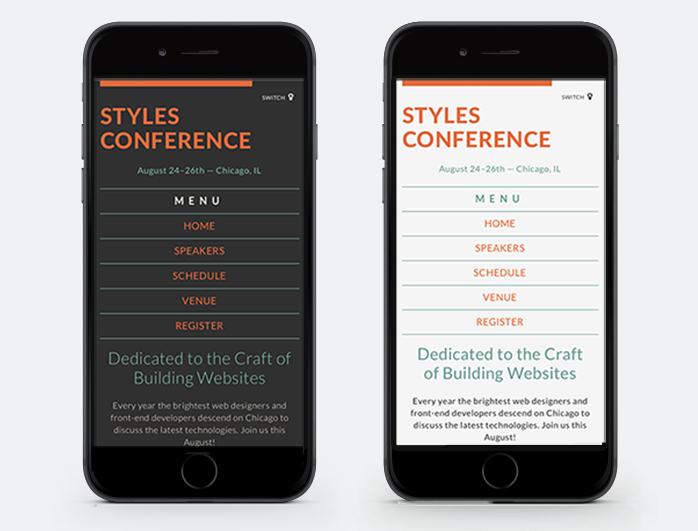 SWITCH
STYLES
CONFERENCE
August 24–26th — Chicago, IL
MENU
HOME
SPEAKERS
SCHEDULE
VENUE
REGISTER
Dedicated to the Craft of
Building Websites
Every year the brightest web designers and
front-end developers descend on Chicago to
discuss the latest technologies. Join us this
August!
SWITCH
STYLES
CONFERENCE
August 24–26th — Chicago, IL
MENU
HOME
SPEAKERS
SCHEDULE
VENUE
REGISTER
Dedicated to the Craft
of Building Websites
Every year the brightest web designers and
front-end developers descend on Chicago to
discuss the latest technologies. Join us this
August!